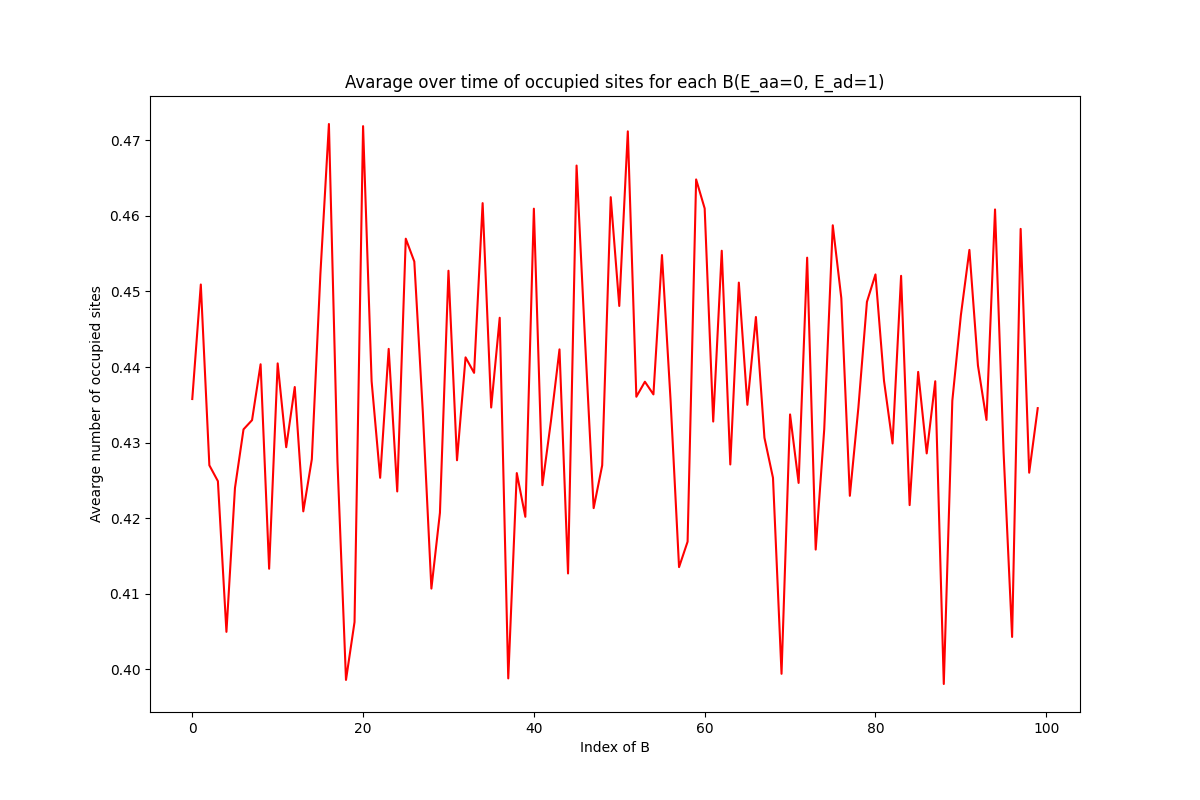 Avarage over time of occupied sites for each B(E_aa=0, E_ad=1)
0.47
0.46
0.45
0.44
0.43
0.42
0.41
0.40
Avearge number of occupied sites
0 20 40 60 80 100
Index of B